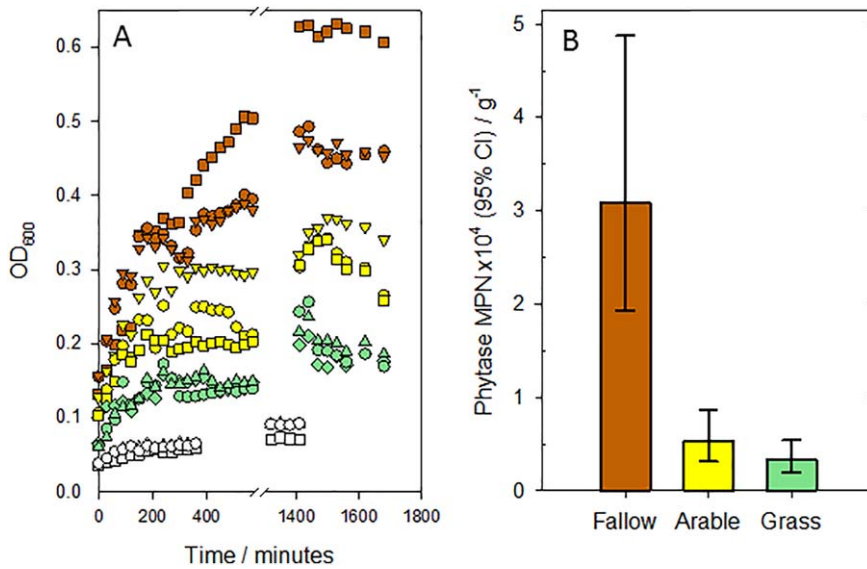 A
OD600
0.6
0.5
0.4
0.3
0.2
0.1
0.0
0
200
400
1400
1600
1800
Time / minutes
B
Phytase MPN x10⁴ (95% CI) / g⁻¹
5
4
3
2
1
0
Fallow
Arable
Grass